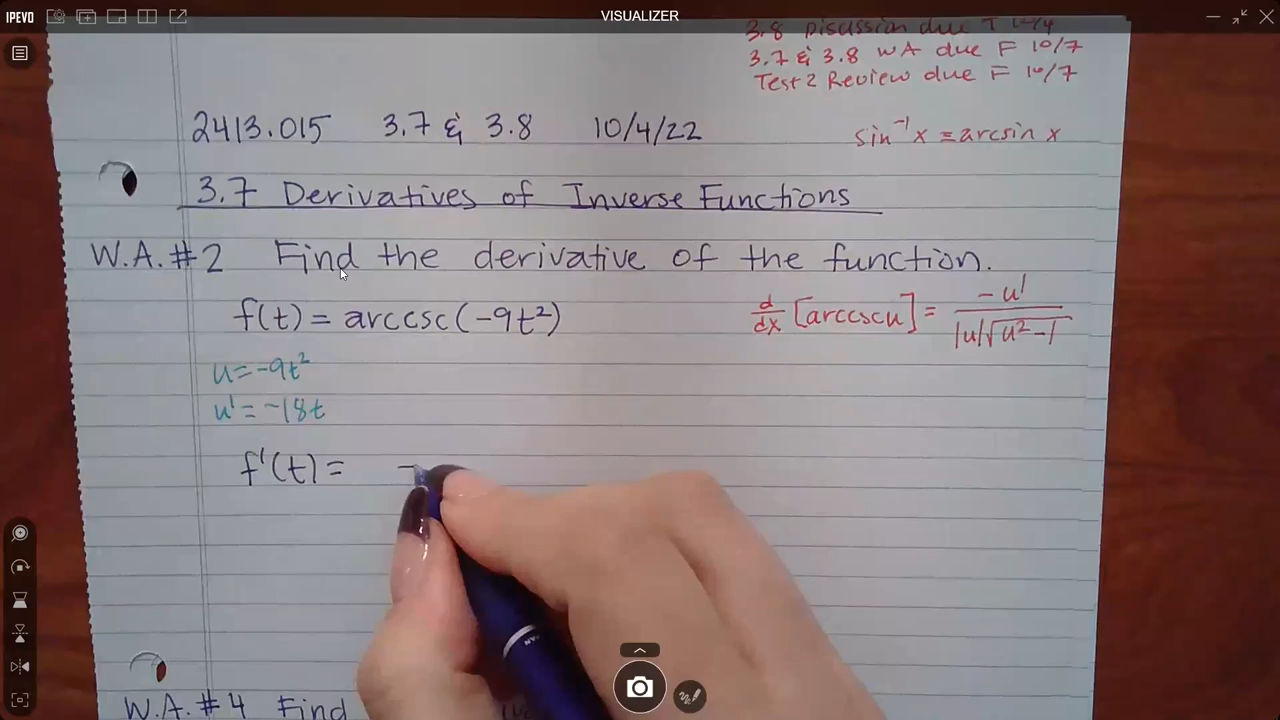 IPEVO
VISUALIZER
3.8 Discussion due T 10/4
3.7 & 3.8 WA due F 10/7
Test 2 Review due F 10/7
2413.015 3.7 & 3.8 10/4/22
sin⁻¹x = arcsin x
3.7 Derivatives of Inverse Functions
W.A.#2 Find the derivative of the function.
f(t) = arccsc(-9t²)
d/dx [arccscu] = -u'/|u|√u²-1
u = -9t²
u' = -18t
f'(t) = -
W.A.#4 Find